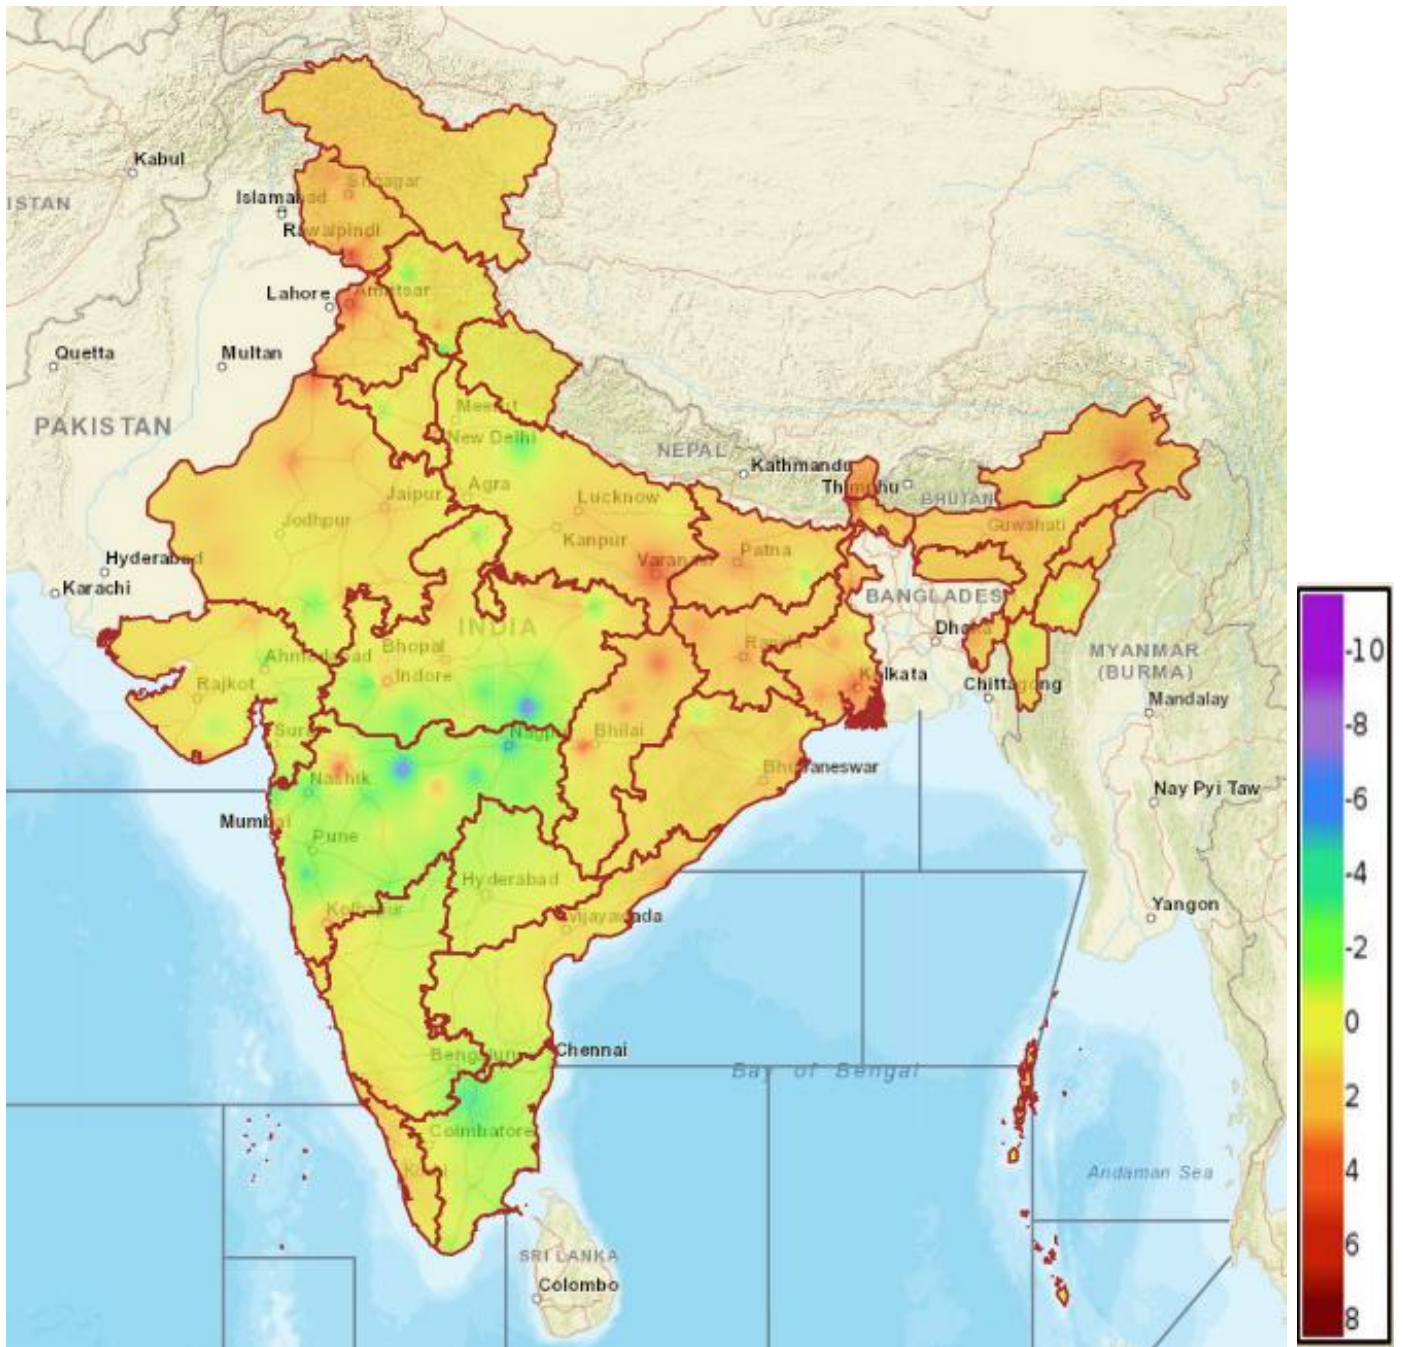 Kabul
Srinagar
Islamabad
ISTAN
Rawalpindi
Lahore
Amritsar
Quetta
Multan
Meerut
PAKISTAN
New Delhi
NEPAL
Kathmandu
Thimphu
BHUTAN
Jaipur
Agra
Lucknow
Jodhpur
Guwahati
Kanpur
Patna
Hyderabad
Varanasi
Karachi
BANGLADES
INDIA
Dhaka
Ahmedabad
Bhopal
Ranchi
MYANMAR
(BURMA)
Rajkot
Indore
Kolkata
Chittagong
Mandalay
Surat
Nagpur
Bhilai
Nashik
Bhubaneswar
Nay Pyi Taw
Mumbai
Pune
Hyderabad
Kolhapur
Vijayawada
Yangon
Bengaluru
Chennai
Bay of Bengal
Coimbatore
Kochi
Andaman Sea
SRI LANKA
Colombo
-10
-8
-6
-4
-2
0
2
4
6
8